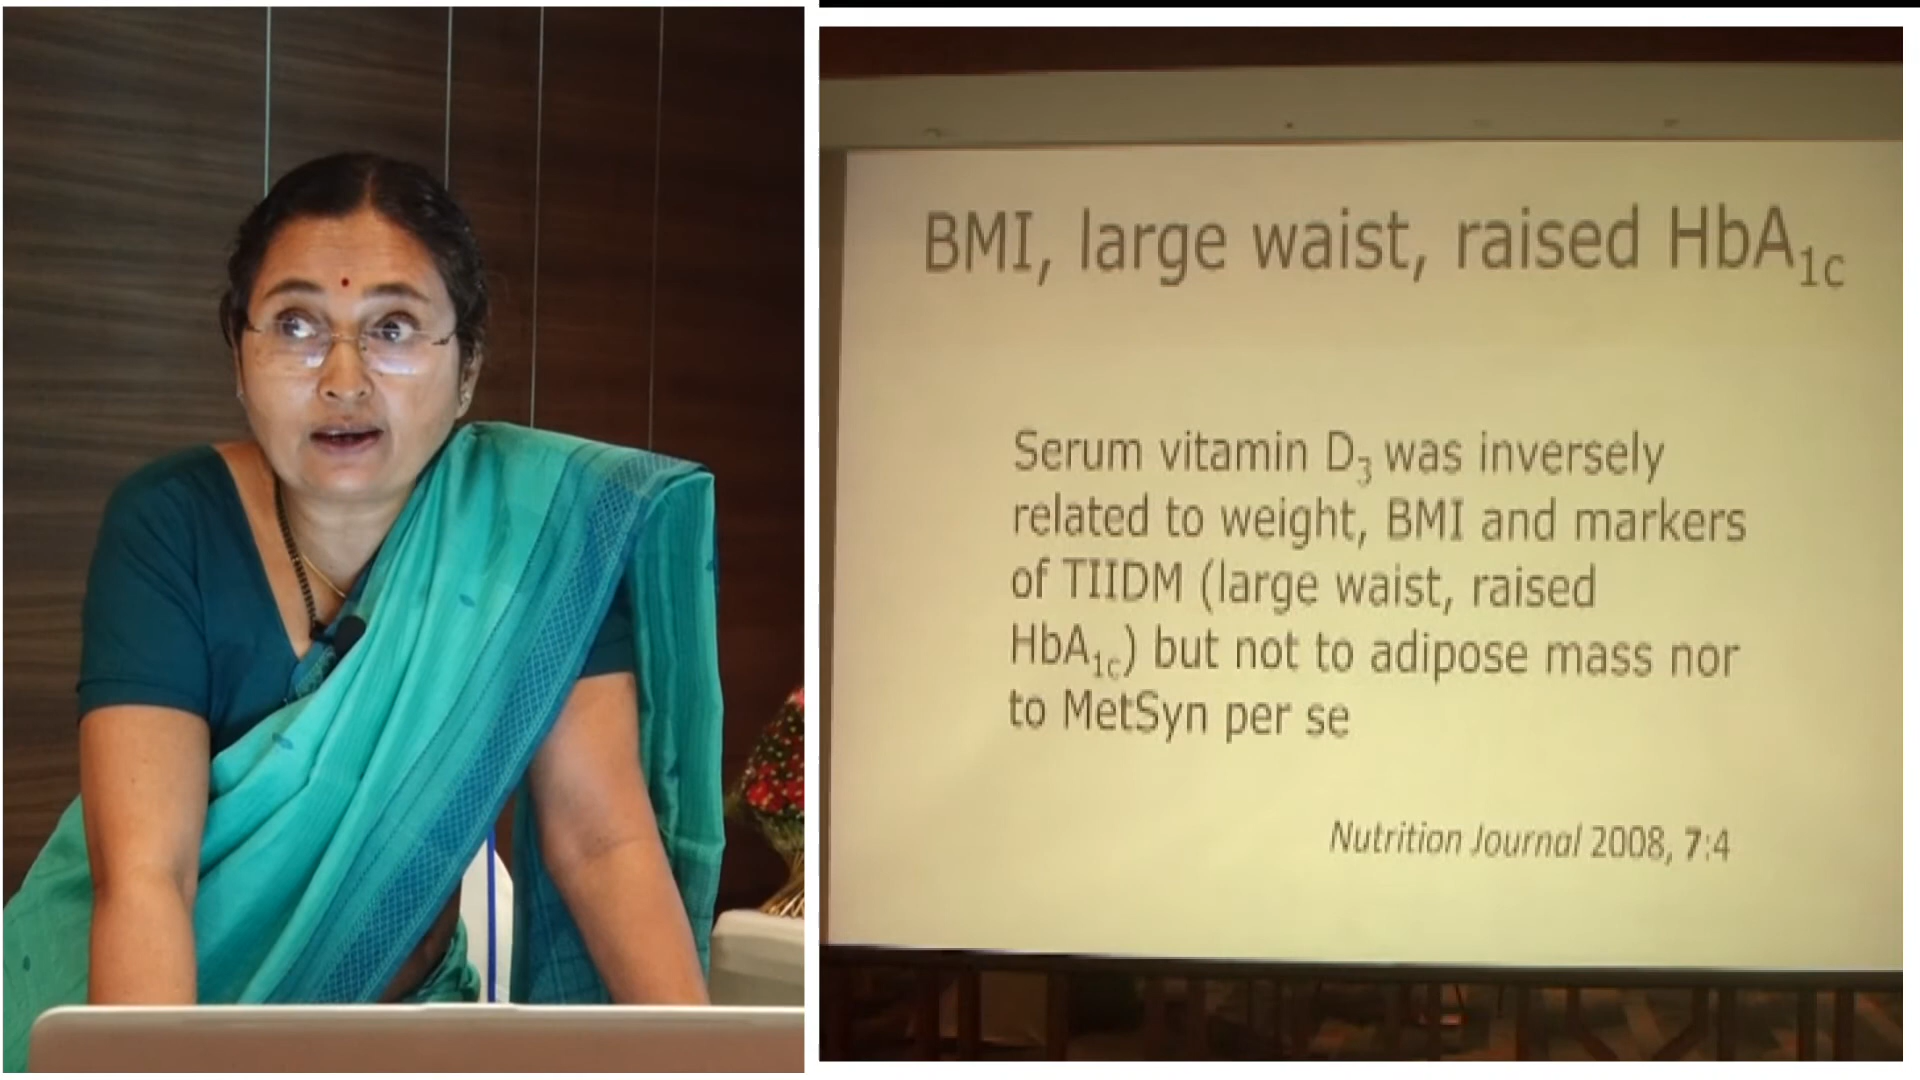 BMI, large waist, raised HbA1c
Serum vitamin D3 was inversely
related to weight, BMI and markers
of TIIDM (large waist, raised
HbA1c) but not to adipose mass nor
to MetSyn per se
Nutrition Journal 2008, 7:4